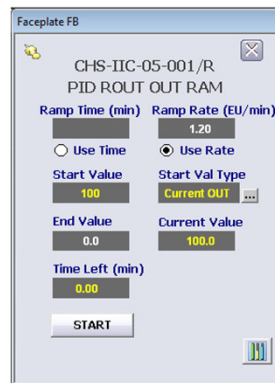 Faceplate FB
CHS-IIC-05-001/R
PID ROUT OUT RAM
Ramp Time (min) Ramp Rate (EU/min)
1.20
Use Time Use Rate
Start Value Start Val Type
100 Current OUT ...
End Value Current Value
0.0 100.0
Time Left (min)
0.00
START